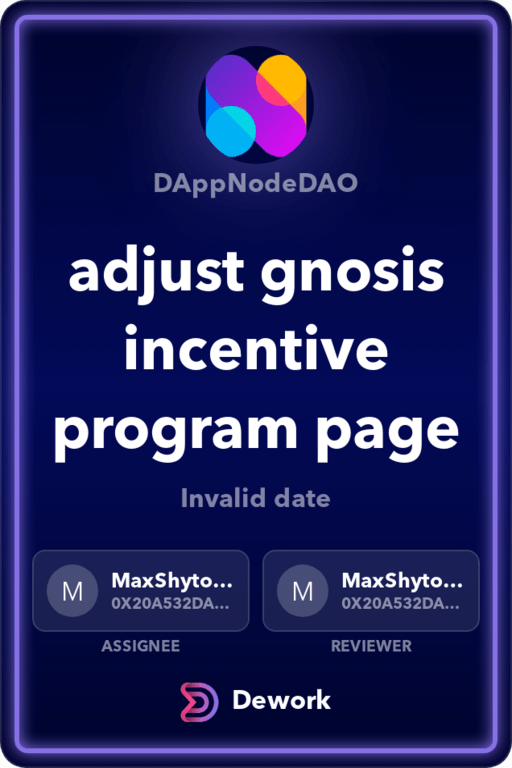 DAppNodeDAO
adjust gnosis
incentive
program page
Invalid date
M MaxShyto... M MaxShyto...
0X20A532DA... 0X20A532DA...
ASSIGNEE REVIEWER
Dework